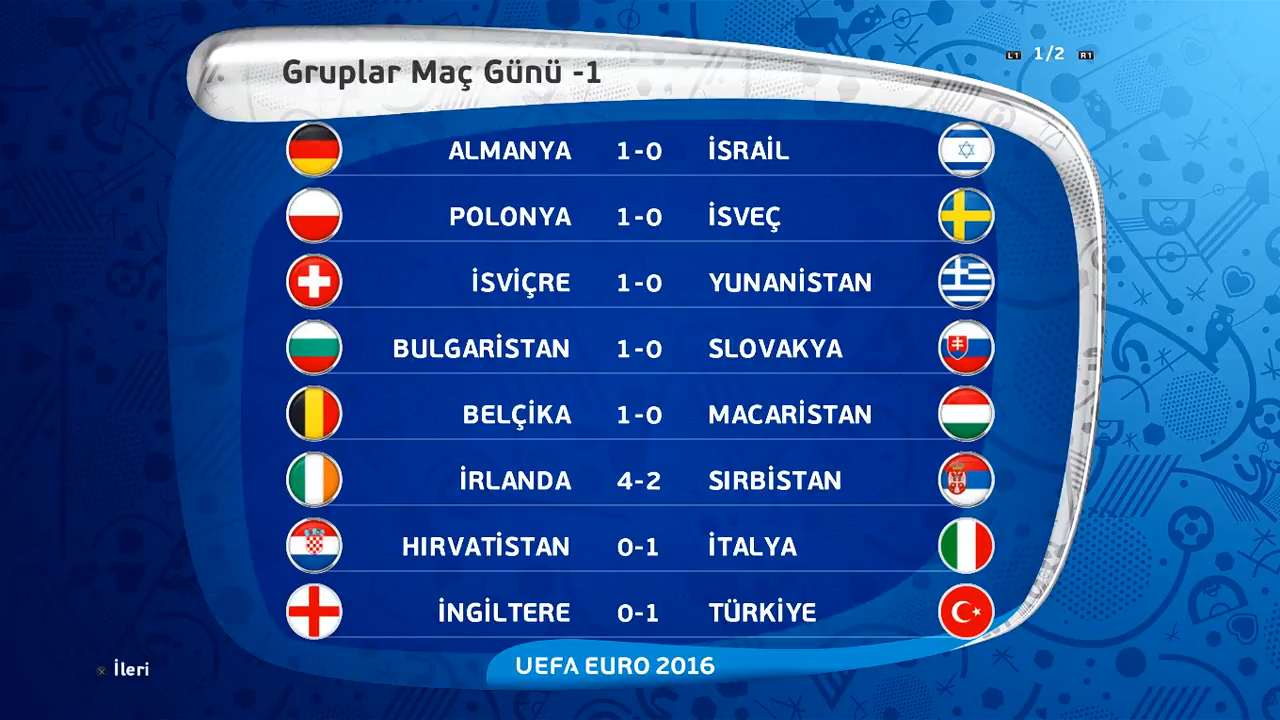 L1 1/2 R1
Gruplar Maç Günü -1
ALMANYA 1-0 İSRAİL
POLONYA 1-0 İSVEÇ
İSVİÇRE 1-0 YUNANİSTAN
BULGARİSTAN 1-0 SLOVAKYA
BELÇİKA 1-0 MACARİSTAN
İRLANDA 4-2 SIRBİSTAN
HIRVATİSTAN 0-1 İTALYA
İNGİLTERE 0-1 TÜRKİYE
UEFA EURO 2016
İleri